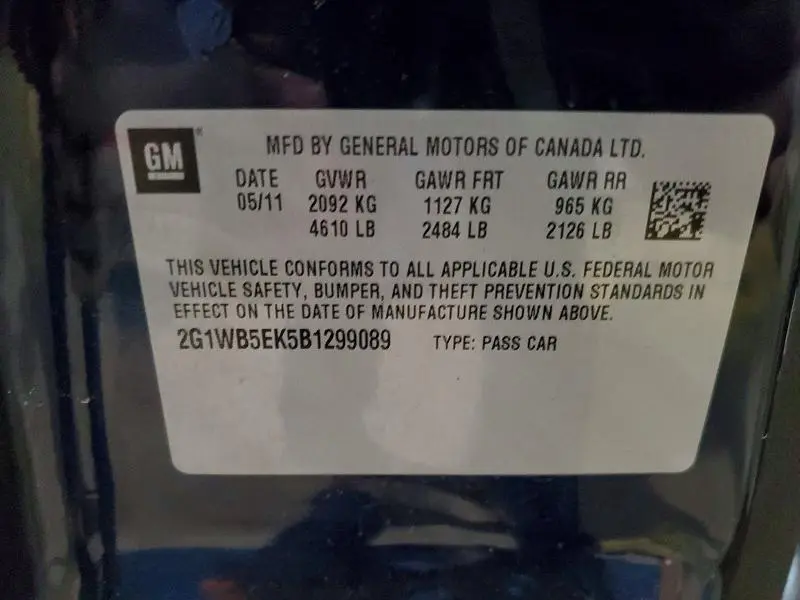 GM
MFD BY GENERAL MOTORS OF CANADA LTD.
DATE GVWR GAWR FRT GAWR RR
05/11 2092 KG 1127 KG 965 KG
4610 LB 2484 LB 2126 LB
THIS VEHICLE CONFORMS TO ALL APPLICABLE U.S. FEDERAL MOTOR
VEHICLE SAFETY, BUMPER, AND THEFT PREVENTION STANDARDS IN
EFFECT ON THE DATE OF MANUFACTURE SHOWN ABOVE.
2G1WB5EK5B1299089 TYPE: PASS CAR